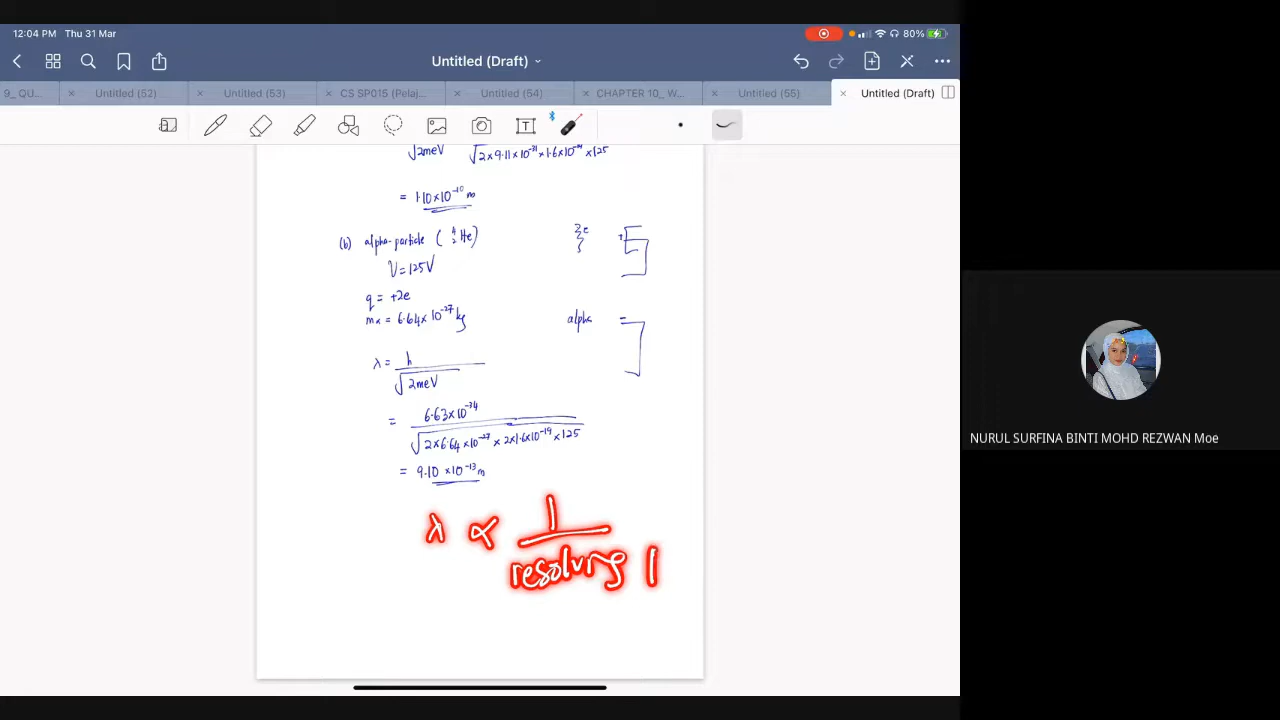 12:04 PM Thu 31 Mar
80%
Untitled (Draft)
9_ QU...
Untitled (52)
Untitled (53)
CS SP015 (Pelaj...
Untitled (54)
CHAPTER 10_ W...
Untitled (55)
Untitled (Draft)
√2meV √2×9.11×10⁻³¹×1.6×10⁻¹⁹×125
= 1.10×10⁻¹⁰ m
(b) alpha-particle (⁴₂He)
V=125V
q = +2e
mα = 6.64×10⁻²⁷kg
alpha =
λ = h
√2meV
= 6.63×10⁻³⁴
√2×6.64×10⁻²⁷×2×1.6×10⁻¹⁹×125
= 9.10×10⁻¹³m
λ ∝ 1
resolving
NURUL SURFINA BINTI MOHD REZWAN Moe